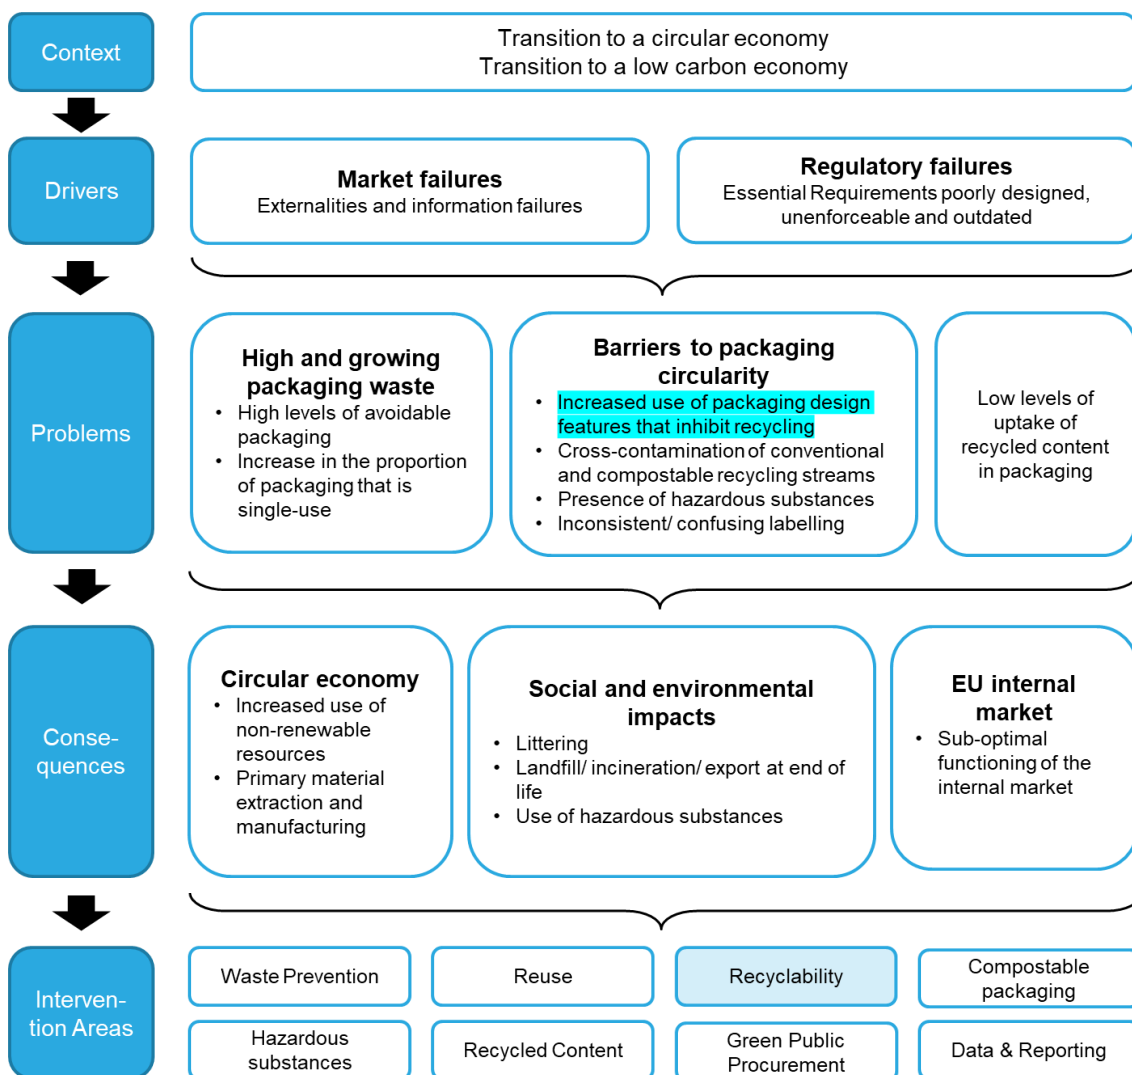 Context
Transition to a circular economy
Transition to a low carbon economy
Drivers
Market failures
Externalities and information failures
Regulatory failures
Essential Requirements poorly designed,
unenforceable and outdated
Problems
High and growing
packaging waste
• High levels of avoidable
packaging
• Increase in the proportion
of packaging that is
single-use
Barriers to packaging
circularity
• Increased use of packaging design
features that inhibit recycling
• Cross-contamination of conventional
and compostable recycling streams
• Presence of hazardous substances
• Inconsistent/ confusing labelling
Low levels of
uptake of
recycled content
in packaging
Conse-
quences
Circular economy
• Increased use of
non-renewable
resources
• Primary material
extraction and
manufacturing
Social and environmental
impacts
• Littering
• Landfill/ incineration/ export at end of
life
• Use of hazardous substances
EU internal
market
• Sub-optimal
functioning of the
internal market
Interven-
tion Areas
Waste Prevention
Reuse
Recyclability
Compostable
packaging
Hazardous
substances
Recycled Content
Green Public
Procurement
Data & Reporting